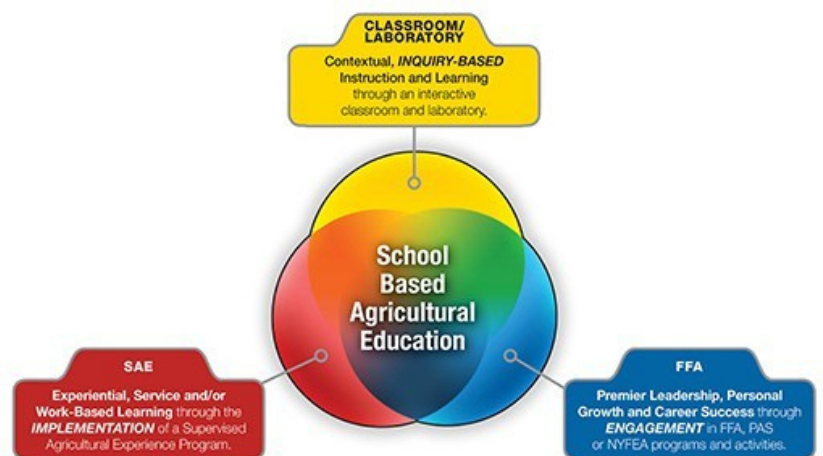 CLASSROOM/
LABORATORY
Contextual, INQUIRY-BASED
Instruction and Learning
through an interactive
classroom and laboratory.
School
Based
Agricultural
Education
SAE
Experiential, Service and/or
Work-Based Learning through the
IMPLEMENTATION of a Supervised
Agricultural Experience Program.
FFA
Premier Leadership, Personal
Growth and Career Success through
ENGAGEMENT in FFA, PAS
or NYFEA programs and activities.